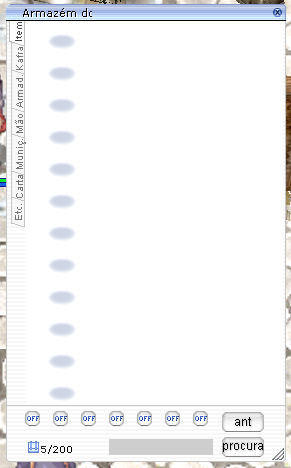 Armazém do
Item
Kafra
Armad.
Mão
Muniç.
Carta
Etc.
OFF OFF OFF OFF OFF OFF OFF
ant
5/200
procura